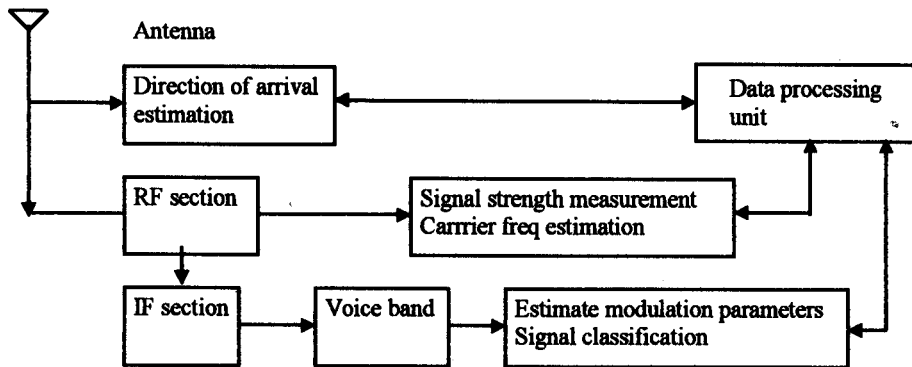 Antenna
Direction of arrival
estimation
Data processing
unit
RF section
Signal strength measurement
Carrrier freq estimation
IF section
Voice band
Estimate modulation parameters
Signal classification